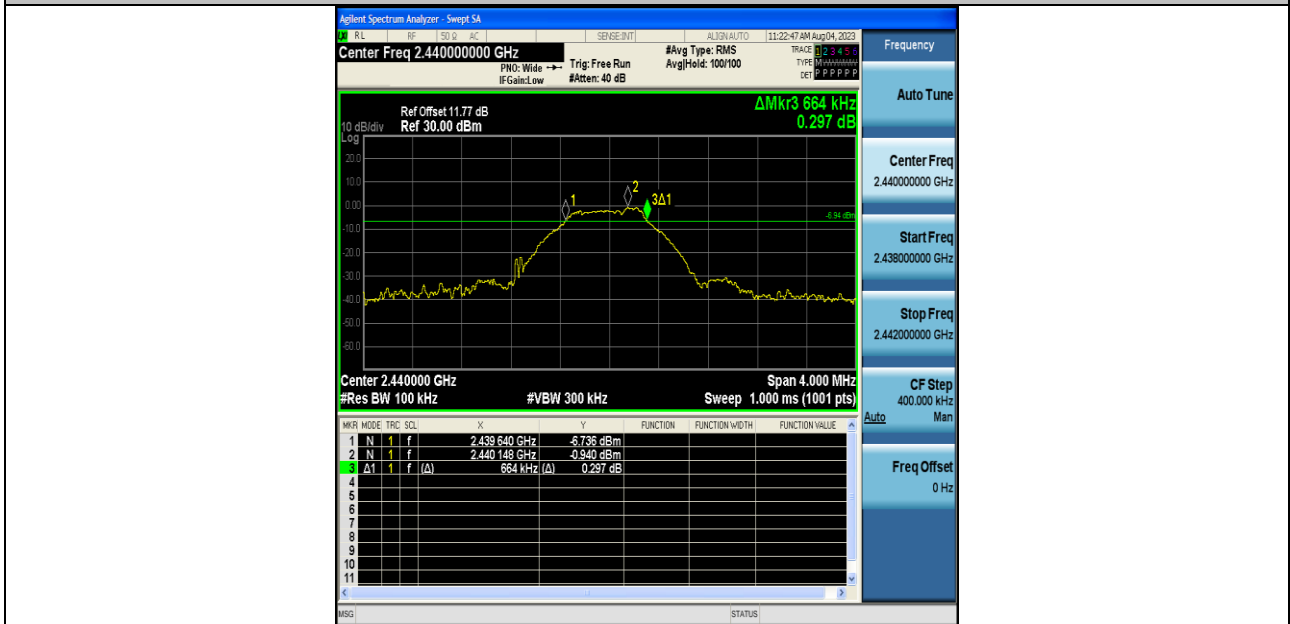 Agilent Spectrum Analyzer - Swept SA
LXI RL RF 50 Ω AC SENSE:INT ALIGN AUTO 11:22:47 AM Aug 04, 2023
Center Freq 2.440000000 GHz
PNO: Wide
IFGain:Low
Trig: Free Run
#Atten: 40 dB
#Avg Type: RMS
Avg|Hold: 100/100
TRACE 1 2 3 4 5 6
TYPE M
DET P P P P P P
ΔMkr3 664 kHz
0.297 dB
Ref Offset 11.77 dB
10 dB/div Ref 30.00 dBm
Log
20.0
10.0
0.00
-10.0
-20.0
-30.0
-40.0
-50.0
-60.0
1
2
3Δ1
-6.94 dBm
Center 2.440000 GHz Span 4.000 MHz
#Res BW 100 kHz #VBW 300 kHz Sweep 1.000 ms (1001 pts)
MKR MODE TRC SCL X Y FUNCTION FUNCTION WIDTH FUNCTION VALUE
1 N 1 f 2.439 640 GHz -6.736 dBm
2 N 1 f 2.440 148 GHz -0.940 dBm
3 Δ1 1 f (Δ) 664 kHz (Δ) 0.297 dB
4
5
6
7
8
9
10
11
MSG STATUS
Frequency
Auto Tune
Center Freq
2.440000000 GHz
Start Freq
2.438000000 GHz
Stop Freq
2.442000000 GHz
CF Step
400.000 kHz
Auto Man
Freq Offset
0 Hz